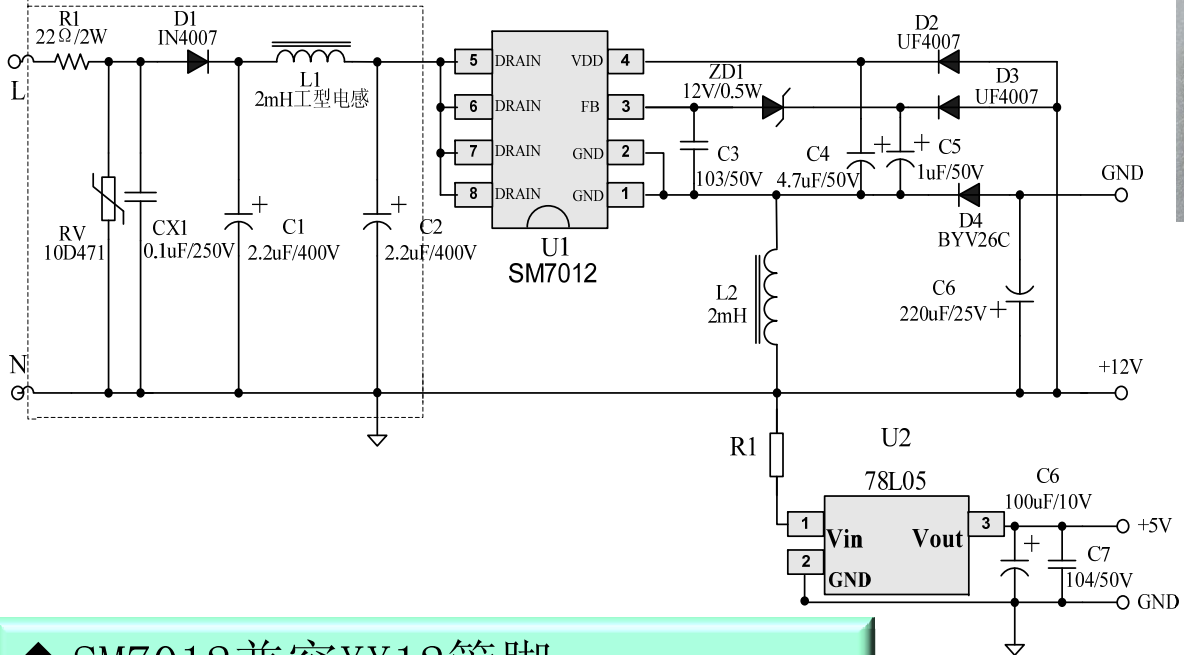 R1
22Ω/2W
D1
IN4007
L1
2mH工型电感
L
RV
10D471
CX1
0.1uF/250V
C1
2.2uF/400V
C2
2.2uF/400V
N
5 DRAIN VDD 4
6 DRAIN FB 3
7 DRAIN GND 2
8 DRAIN GND 1
U1
SM7012
ZD1
12V/0.5W
D2
UF4007
D3
UF4007
C3
103/50V
C4
4.7uF/50V
C5
1uF/50V
D4
BYV26C
GND
L2
2mH
C6
220uF/25V
+12V
R1
U2
78L05
1 Vin Vout 3
2 GND
C6
100uF/10V
+5V
C7
104/50V
GND